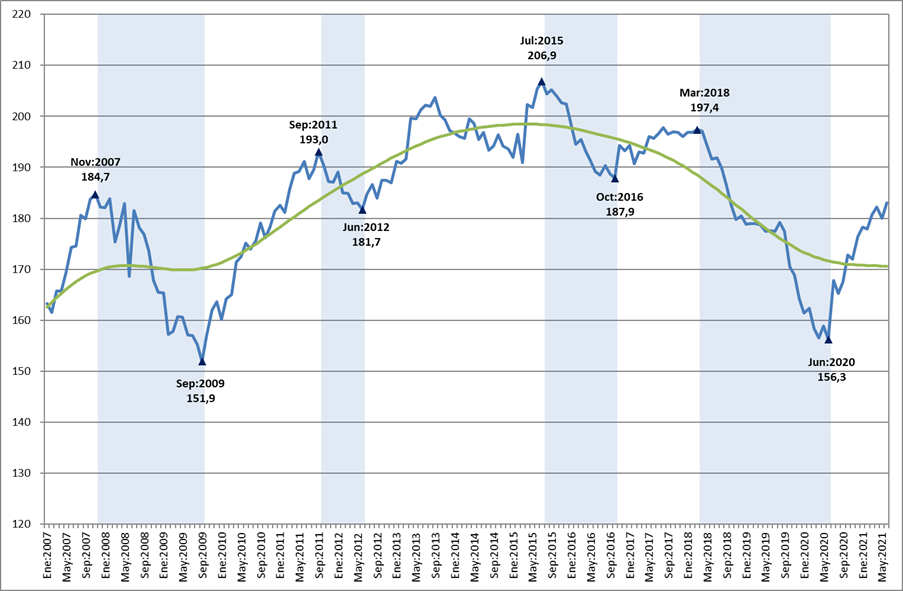 220
210
200
190
180
170
160
150
140
130
120
Nov:2007
184,7
Sep:2009
151,9
Sep:2011
193,0
Jun:2012
181,7
Jul:2015
206,9
Oct:2016
187,9
Mar:2018
197,4
Jun:2020
156,3
Ene:2007
May:2007
Sep:2007
Ene:2008
May:2008
Sep:2008
Ene:2009
May:2009
Sep:2009
Ene:2010
May:2010
Sep:2010
Ene:2011
May:2011
Sep:2011
Ene:2012
May:2012
Sep:2012
Ene:2013
May:2013
Sep:2013
Ene:2014
May:2014
Sep:2014
Ene:2015
May:2015
Sep:2015
Ene:2016
May:2016
Sep:2016
Ene:2017
May:2017
Sep:2017
Ene:2018
May:2018
Sep:2018
Ene:2019
May:2019
Sep:2019
Ene:2020
May:2020
Sep:2020
Ene:2021
May:2021